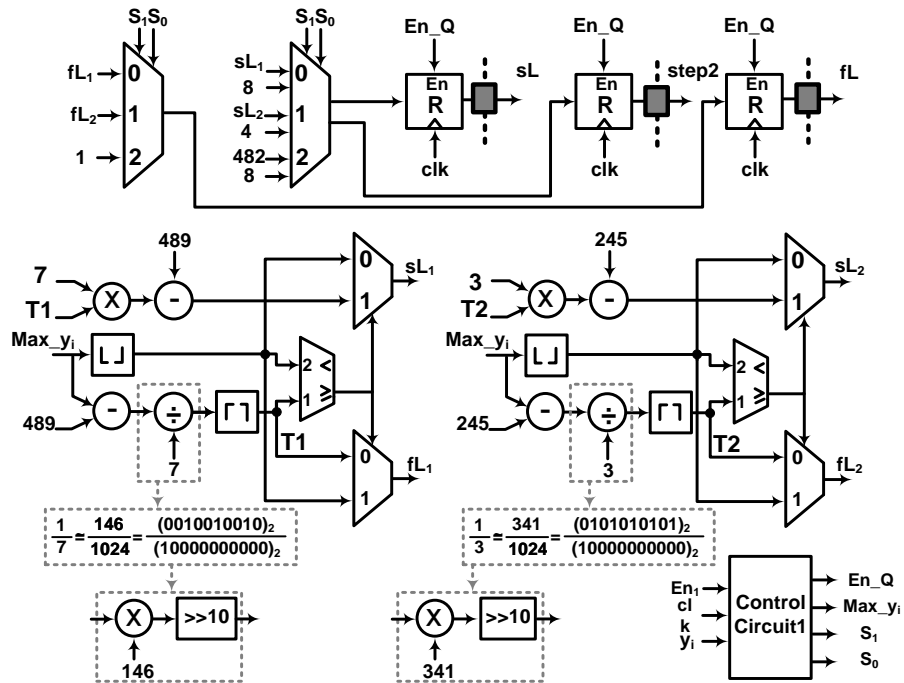 S₁S₀
S₁S₀
En_Q
En_Q
En_Q
fL₁
fL₂
1
0
1
2
sL₁
8
sL₂
4
482
8
0
1
2
En
R
clk
sL
En
R
clk
step2
En
R
clk
fL
489
7
T1
X
-
0
1
sL₁
Max_yᵢ
⌊ ⌋
2 <
1 ≥
489
-
÷
7
⌈ ⌉
T1
0
1
fL₁
1/7 ≃ 146/1024 = (0010010010)₂/(10000000000)₂
X
>>10
146
245
3
T2
X
-
0
1
sL₂
Max_yᵢ
⌊ ⌋
2 <
1 ≥
245
-
÷
3
⌈ ⌉
T2
0
1
fL₂
1/3 ≃ 341/1024 = (0101010101)₂/(10000000000)₂
X
>>10
341
En₁
cl
k
yᵢ
Control
Circuit1
En_Q
Max_yᵢ
S₁
S₀